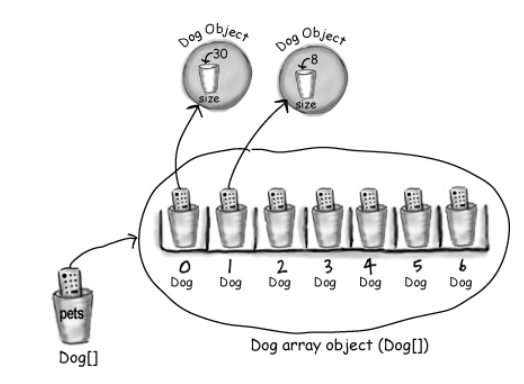 Dog Object
Dog Object
30
8
size
size
0 1 2 3 4 5 6
Dog Dog Dog Dog Dog Dog Dog
pets
Dog[]
Dog array object (Dog[])